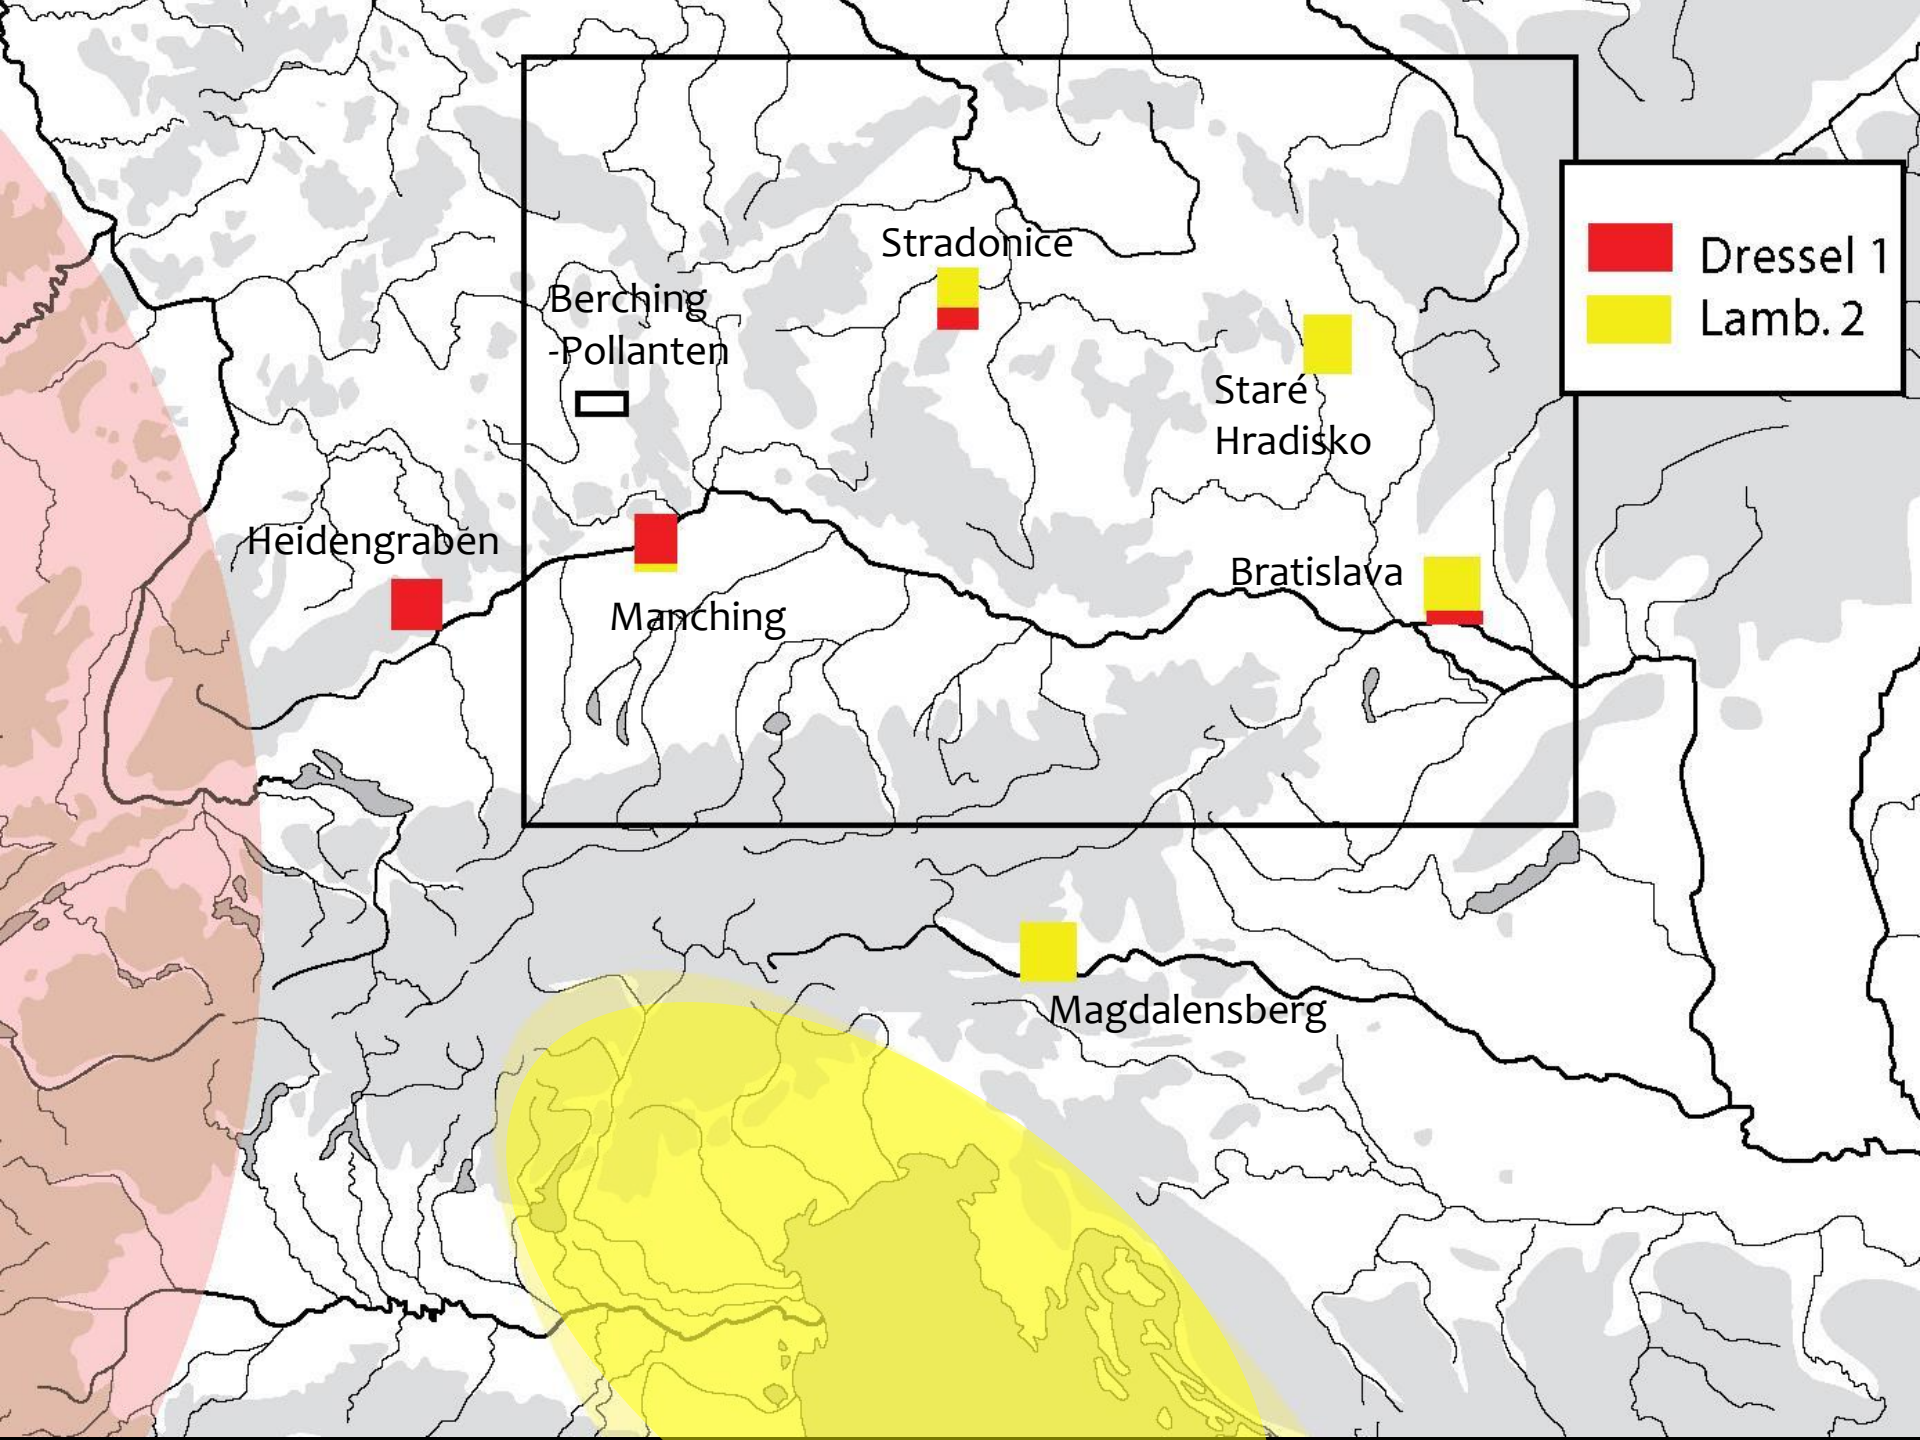 Stradonice
Dressel 1
Lamb. 2
Berching
-Pollanten
Staré
Hradisko
Heidengraben
Bratislava
Manching
Magdalensberg